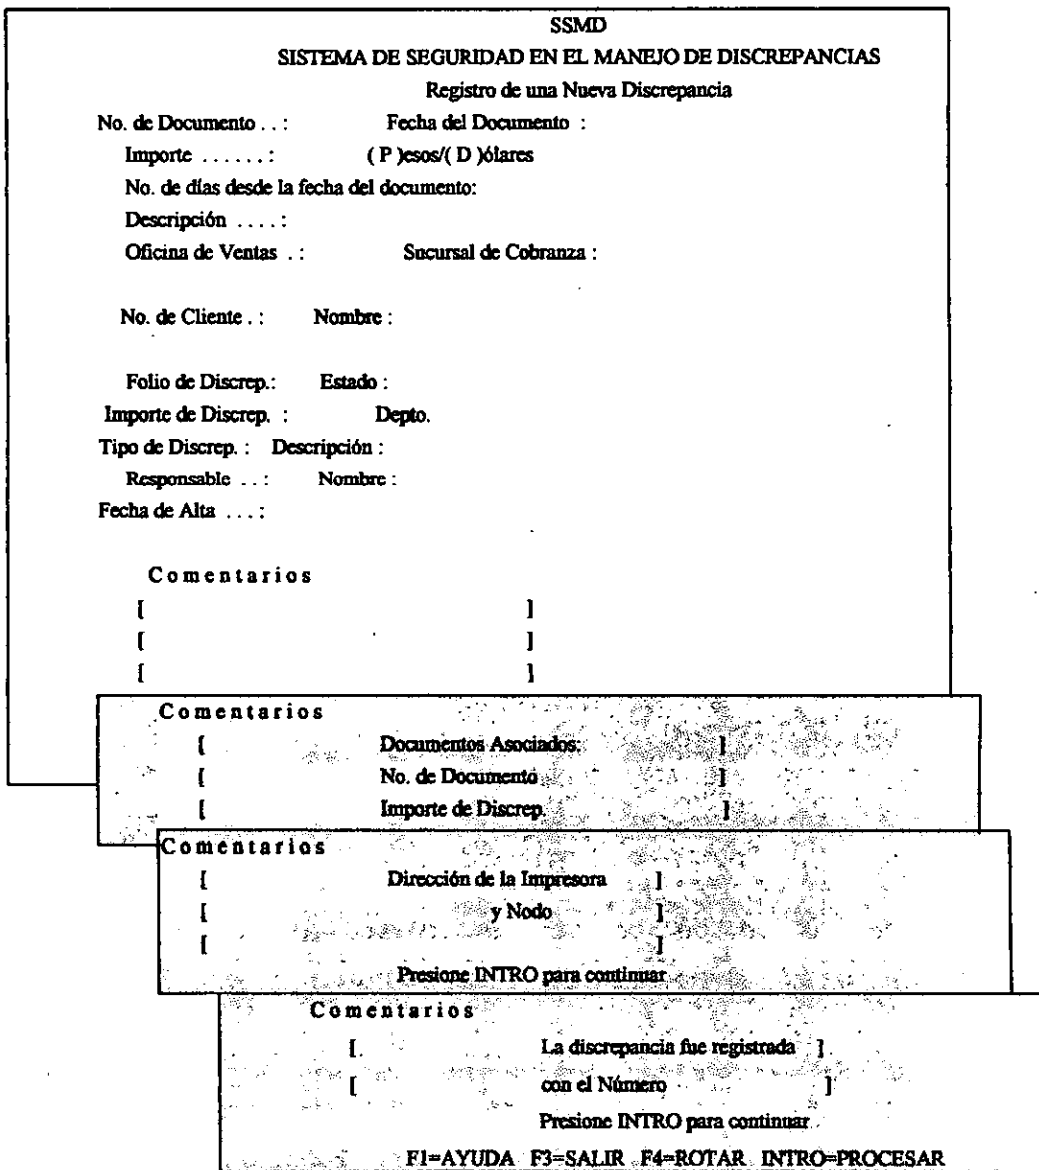 SSMD
SISTEMA DE SEGURIDAD EN EL MANEJO DE DISCREPANCIAS
Registro de una Nueva Discrepancia
No. de Documento . . : Fecha del Documento :
Importe . . . . . . : ( P )esos/( D )ólares
No. de días desde la fecha del documento:
Descripción . . . . :
Oficina de Ventas . : Sucursal de Cobranza :
No. de Cliente . : Nombre :
Folio de Discrep.: Estado :
Importe de Discrep. : Depto.
Tipo de Discrep. : Descripción :
Responsable . . : Nombre :
Fecha de Alta . . . :
Comentarios
[ ]
[ ]
[ ]
Comentarios
[ Documentos Asociados: ]
[ No. de Documento ]
[ Importe de Discrep. ]
Comentarios
[ Dirección de la Impresora ]
[ y Nodo ]
[ ]
Presione INTRO para continuar
Comentarios
[ La discrepancia fue registrada ]
[ con el Número ]
Presione INTRO para continuar
F1=AYUDA F3=SALIR F4=ROTAR INTRO=PROCESAR